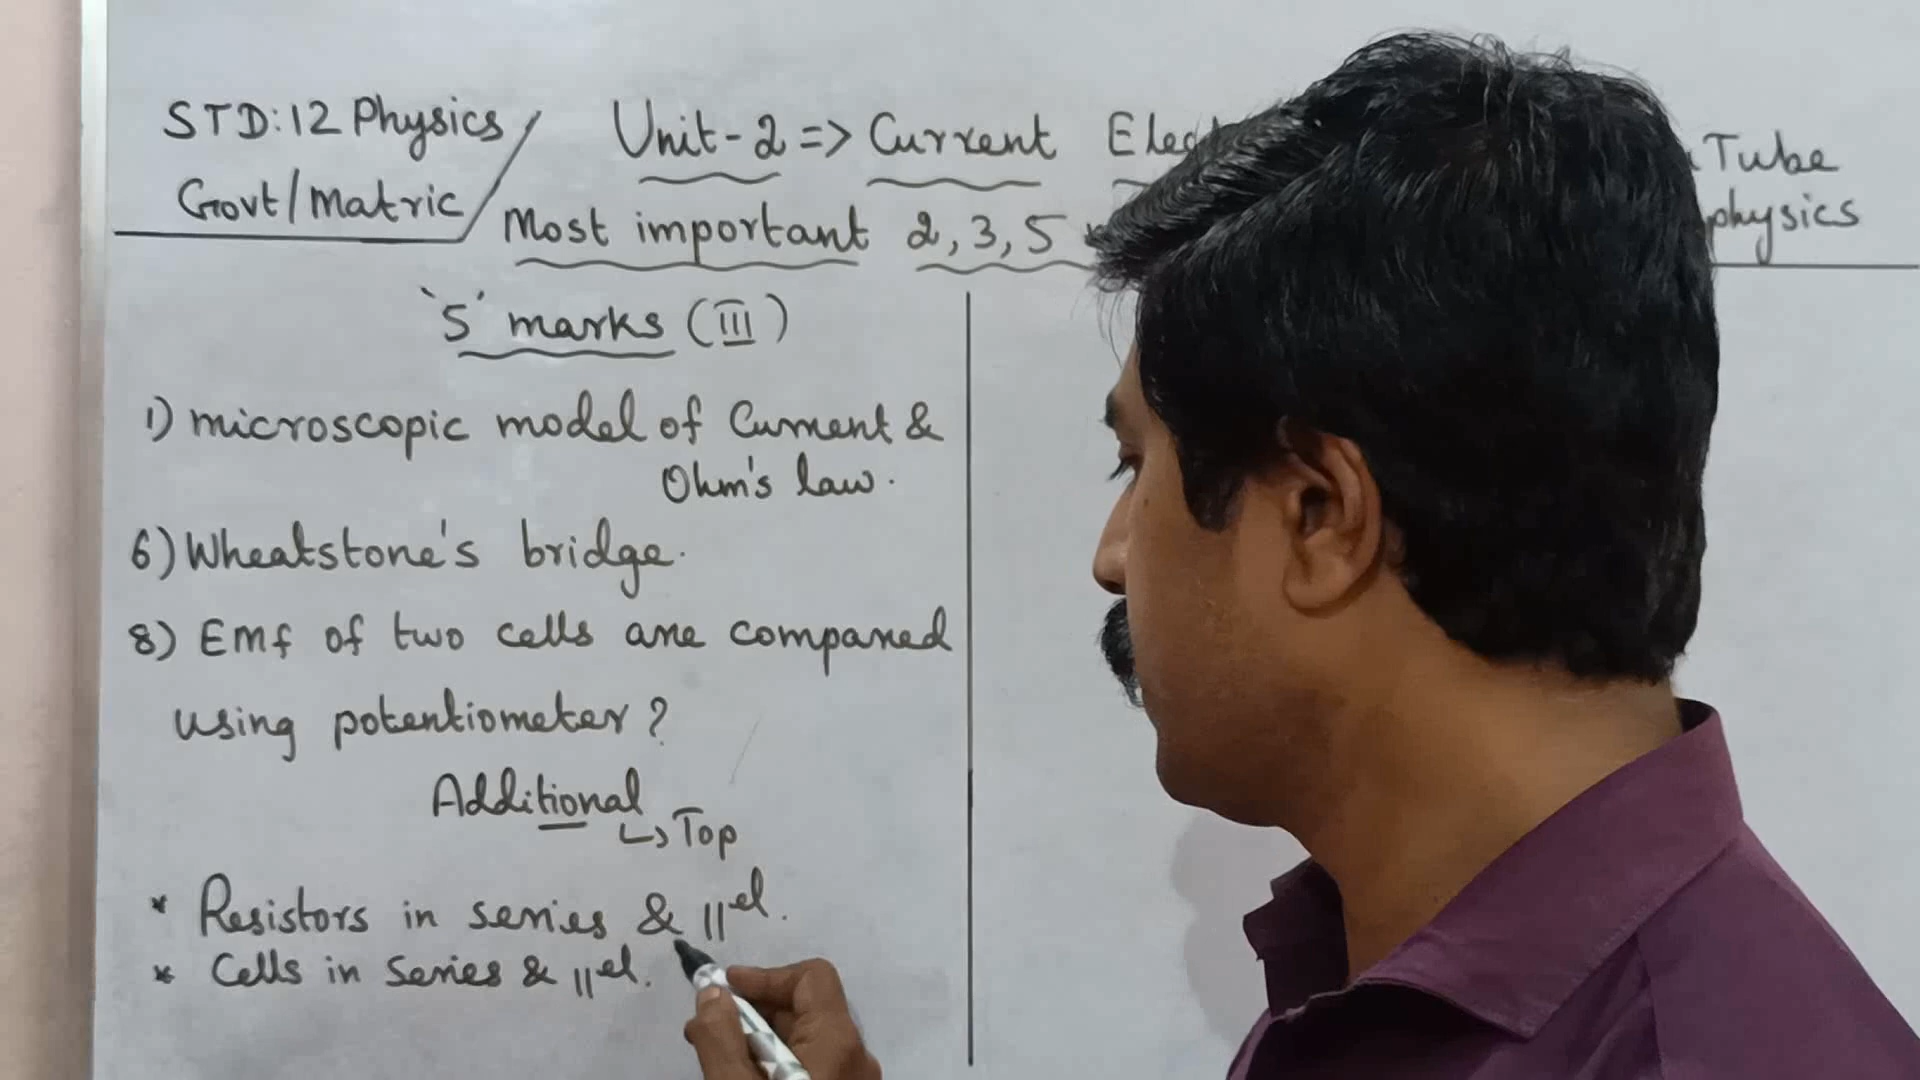 STD:12 Physics
Govt/Matric
Unit-2 => Current
Most important 2,3,5
Tube
physics
'5' marks (III)
1) microscopic model of Current &
Ohm's law.
6) Wheatstone's bridge.
8) Emf of two cells are compared
using potentiometer?
Additional
↳ Top
* Resistors in series & ||el.
* Cells in series & ||el.